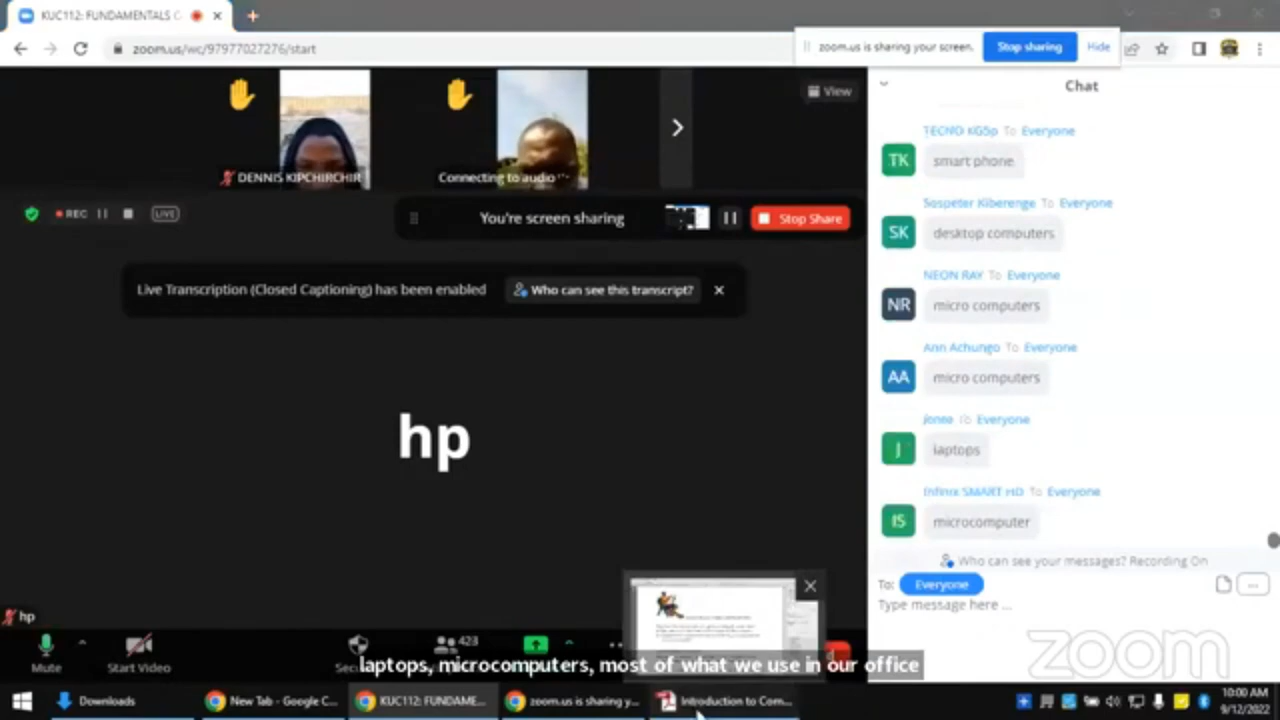 KUC112: FUNDAMENTALS
zoom.us/wc/97977027276/start
zoom.us is sharing your screen.
Stop sharing
Hide
View
DENNIS KIPCHIRCHIR
Connecting to audio
REC
LIVE
You're screen sharing
Stop Share
Live Transcription (Closed Captioning) has been enabled
Who can see this transcript?
hp
hp
Chat
TECNO KG5p To Everyone
TK
smart phone
Sospeter Kiberenge To Everyone
SK
desktop computers
NEON RAY To Everyone
NR
micro computers
Ann Achungo To Everyone
AA
micro computers
To Everyone
J
laptops
Infinix SMART HD To Everyone
IS
microcomputer
Who can see your messages? Recording On
To: Everyone
Type message here ...
zoom
423
Mute
Start Video
laptops, microcomputers, most of what we use in our office
Downloads
New Tab - Google C...
KUC112: FUNDAME...
zoom.us is sharing y...
Introduction to Com...
10:00 AM
9/12/2022